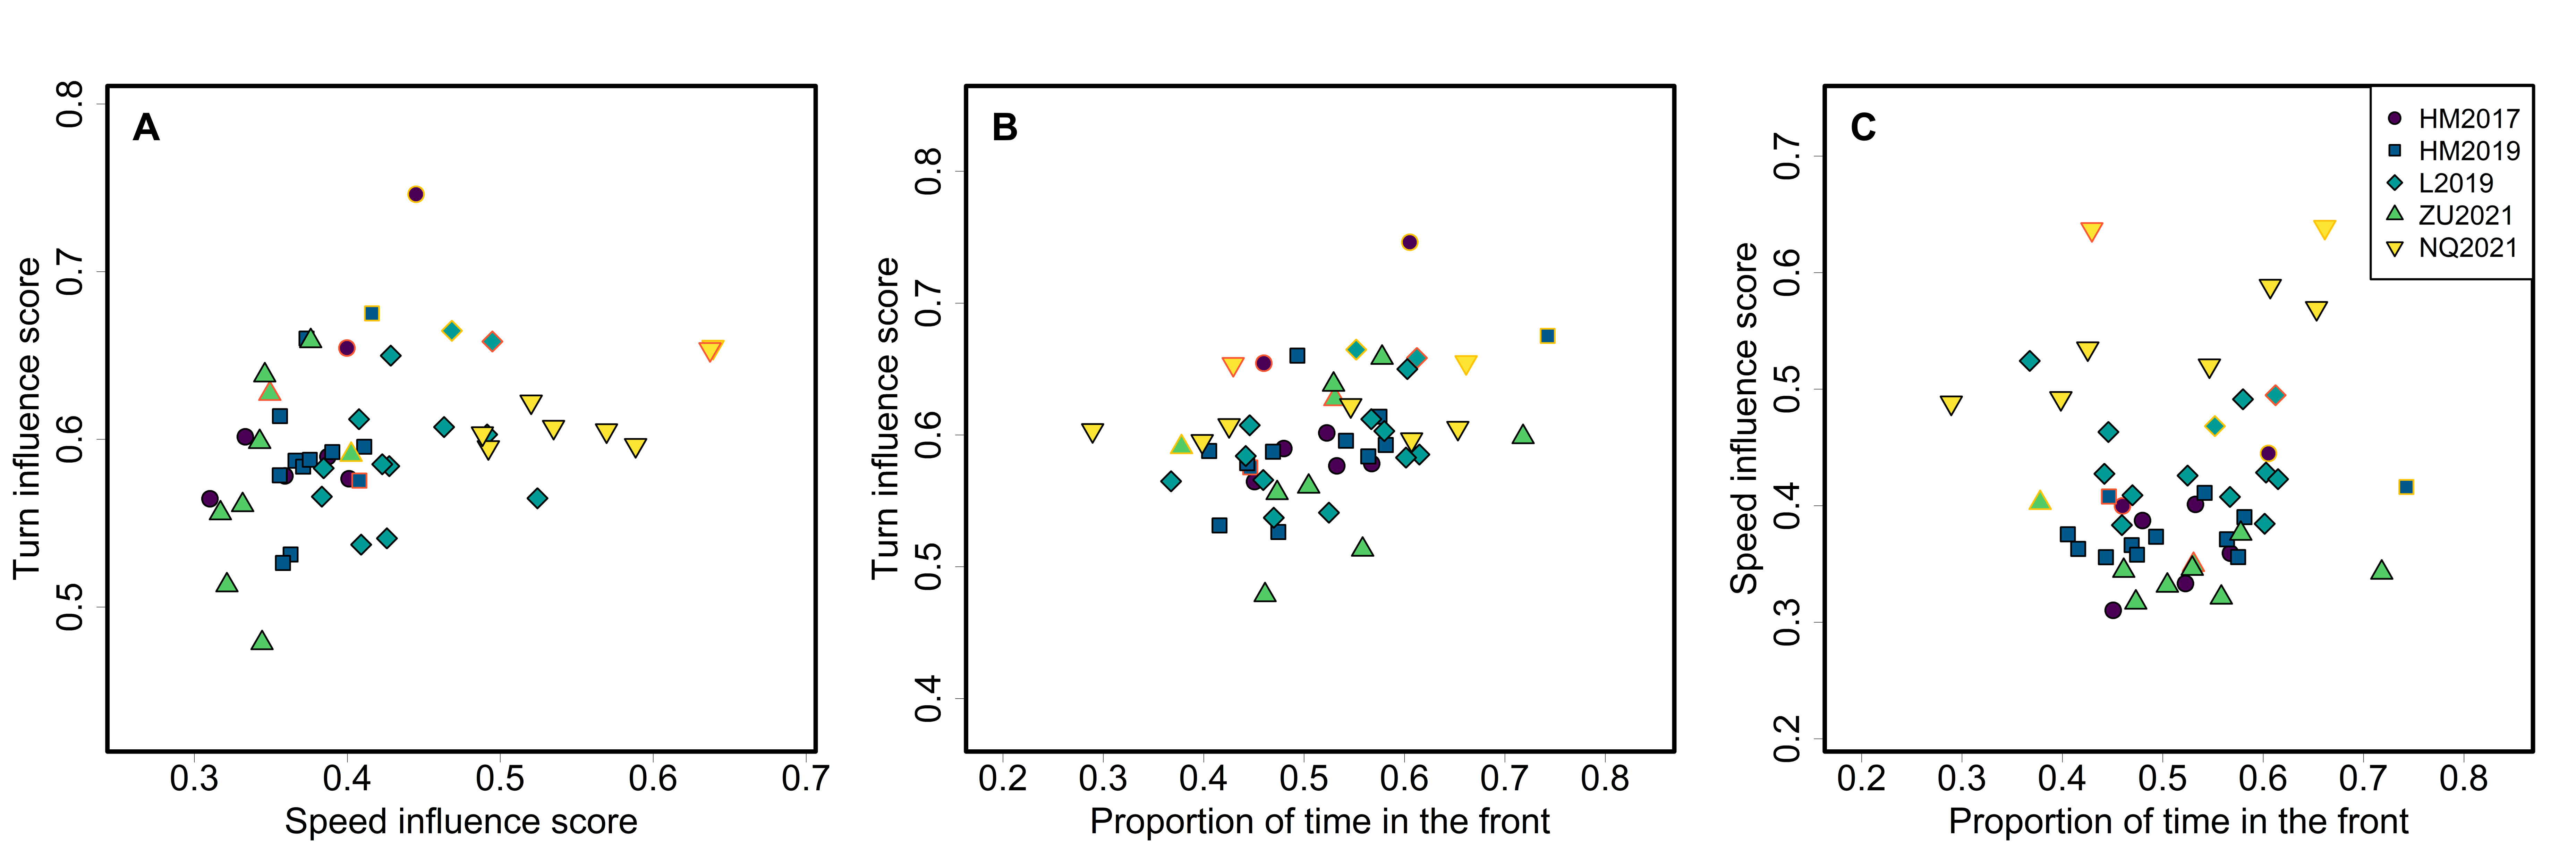 A
Turn influence score
0.8
0.7
0.6
0.5
0.3 0.4 0.5 0.6 0.7
Speed influence score
B
Turn influence score
0.8
0.7
0.6
0.5
0.4
0.2 0.3 0.4 0.5 0.6 0.7 0.8
Proportion of time in the front
C
Speed influence score
0.7
0.6
0.5
0.4
0.3
0.2
0.2 0.3 0.4 0.5 0.6 0.7 0.8
Proportion of time in the front
HM2017
HM2019
L2019
ZU2021
NQ2021